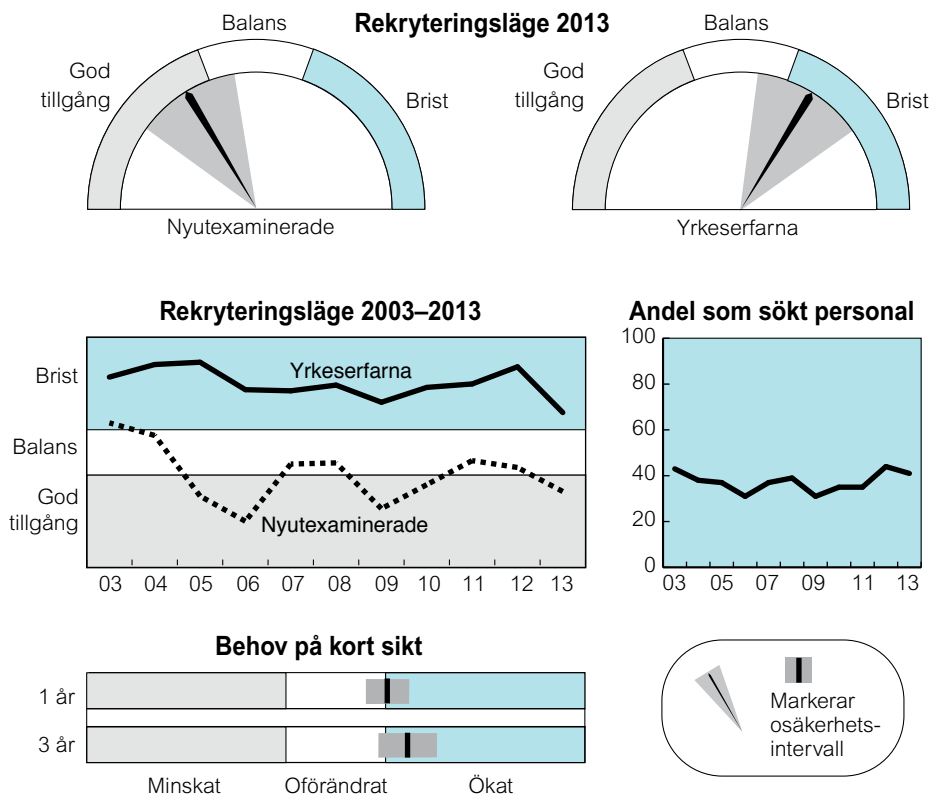 Rekryteringsläge 2013
Balans
God
tillgång
Brist
Nyutexaminerade
Balans
God
tillgång
Brist
Yrkeserfarna
Rekryteringsläge 2003–2013
Brist
Balans
God
tillgång
Yrkeserfarna
Nyutexaminerade
03 04 05 06 07 08 09 10 11 12 13
Andel som sökt personal
100
80
60
40
20
0
03 05 07 09 11 13
Behov på kort sikt
1 år
3 år
Minskat Oförändrat Ökat
Markerar
osäkerhets-
intervall